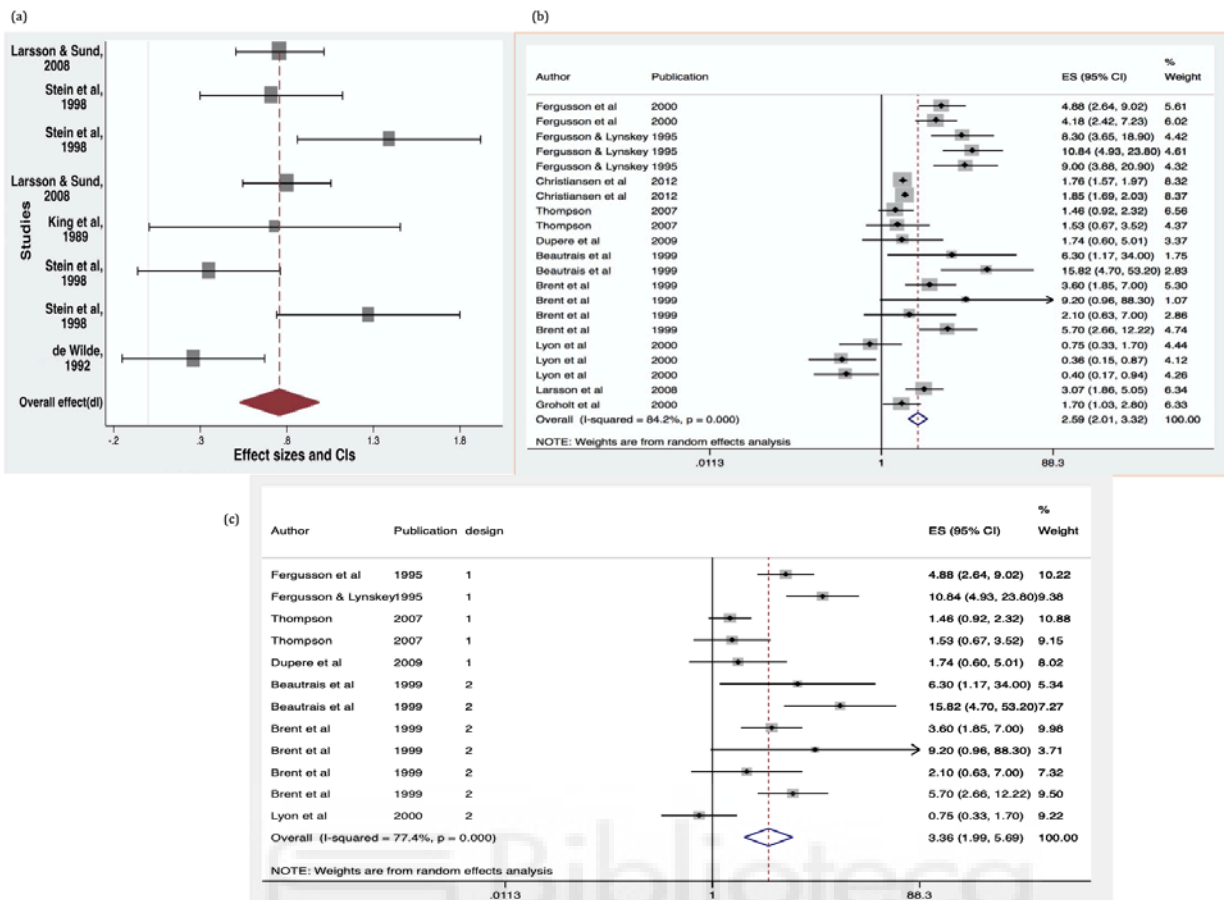 (a)
Larsson & Sund,
2008
Stein et al,
1998
Stein et al,
1998
Larsson & Sund,
2008
King et al,
1989
Stein et al,
1998
Stein et al,
1998
de Wilde,
1992
Overall effect(dl)
Studies
-.2 .3 .8 1.3 1.8
Effect sizes and CIs
(b)
%
Author Publication ES (95% CI) Weight
Fergusson et al 2000 4.88 (2.64, 9.02) 5.61
Fergusson et al 2000 4.18 (2.42, 7.23) 6.02
Fergusson & Lynskey 1995 8.30 (3.65, 18.90) 4.42
Fergusson & Lynskey 1995 10.84 (4.93, 23.80) 4.61
Fergusson & Lynskey 1995 9.00 (3.88, 20.90) 4.32
Christiansen et al 2012 1.76 (1.57, 1.97) 8.32
Christiansen et al 2012 1.85 (1.69, 2.03) 8.37
Thompson 2007 1.46 (0.92, 2.32) 6.56
Thompson 2007 1.53 (0.67, 3.52) 4.37
Dupere et al 2009 1.74 (0.60, 5.01) 3.37
Beautrais et al 1999 6.30 (1.17, 34.00) 1.75
Beautrais et al 1999 15.82 (4.70, 53.20) 2.83
Brent et al 1999 3.60 (1.85, 7.00) 5.30
Brent et al 1999 9.20 (0.96, 88.30) 1.07
Brent et al 1999 2.10 (0.63, 7.00) 2.86
Brent et al 1999 5.70 (2.66, 12.22) 4.74
Lyon et al 2000 0.75 (0.33, 1.70) 4.44
Lyon et al 2000 0.36 (0.15, 0.87) 4.12
Lyon et al 2000 0.40 (0.17, 0.94) 4.26
Larsson et al 2008 3.07 (1.86, 5.05) 6.34
Groholt et al 2000 1.70 (1.03, 2.80) 6.33
Overall (I-squared = 84.2%, p = 0.000) 2.59 (2.01, 3.32) 100.00
NOTE: Weights are from random effects analysis
.0113 1 88.3
(c)
%
Author Publication design ES (95% CI) Weight
Fergusson et al 1995 1 4.88 (2.64, 9.02) 10.22
Fergusson & Lynskey1995 1 10.84 (4.93, 23.80)9.38
Thompson 2007 1 1.46 (0.92, 2.32) 10.88
Thompson 2007 1 1.53 (0.67, 3.52) 9.15
Dupere et al 2009 1 1.74 (0.60, 5.01) 8.02
Beautrais et al 1999 2 6.30 (1.17, 34.00) 5.34
Beautrais et al 1999 2 15.82 (4.70, 53.20)7.27
Brent et al 1999 2 3.60 (1.85, 7.00) 9.98
Brent et al 1999 2 9.20 (0.96, 88.30) 3.71
Brent et al 1999 2 2.10 (0.63, 7.00) 7.32
Brent et al 1999 2 5.70 (2.66, 12.22) 9.50
Lyon et al 2000 2 0.75 (0.33, 1.70) 9.22
Overall (I-squared = 77.4%, p = 0.000) 3.36 (1.99, 5.69) 100.00
Biblioteca
NOTE: Weights are from random effects analysis
.0113 1 88.3